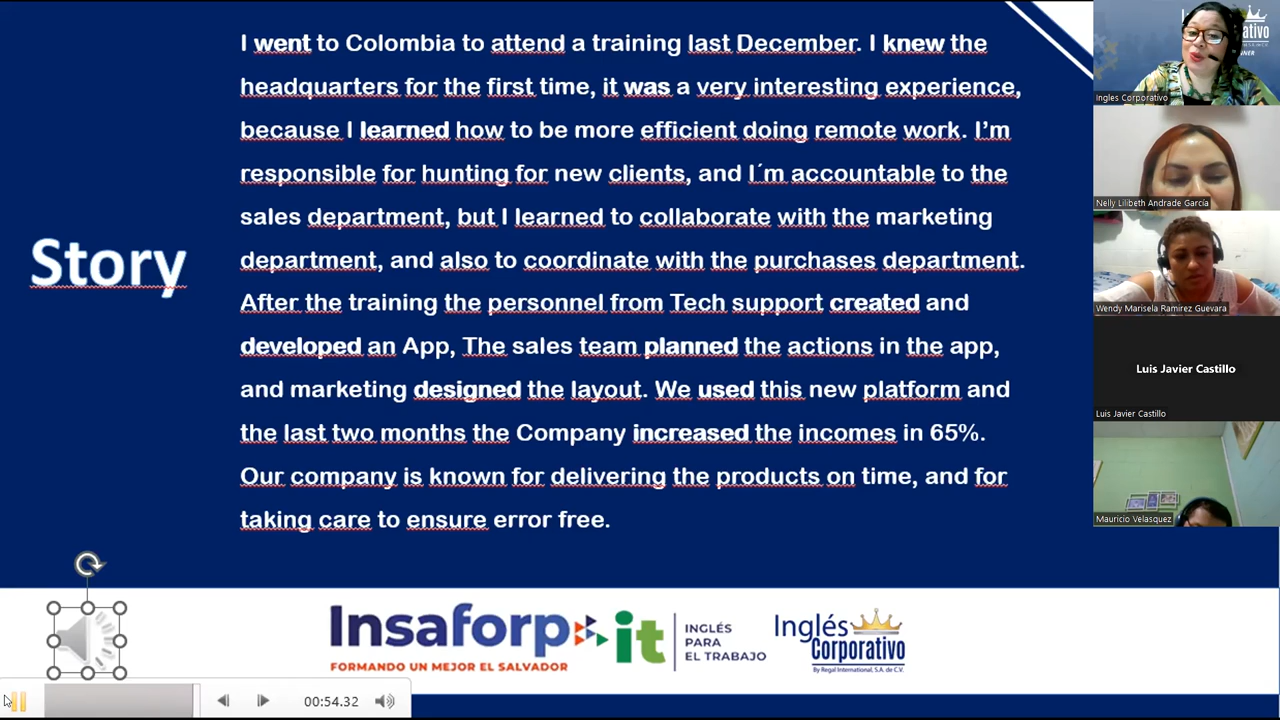 Story
I went to Colombia to attend a training last December. I knew the
headquarters for the first time, it was a very interesting experience,
because I learned how to be more efficient doing remote work. I'm
responsible for hunting for new clients, and I´m accountable to the
sales department, but I learned to collaborate with the marketing
department, and also to coordinate with the purchases department.
After the training the personnel from Tech support created and
developed an App, The sales team planned the actions in the app,
and marketing designed the layout. We used this new platform and
the last two months the Company increased the incomes in 65%.
Our company is known for delivering the products on time, and for
taking care to ensure error free.
Insaforp it
FORMANDO UN MEJOR EL SALVADOR
INGLÉS
PARA
EL TRABAJO
Inglés
Corporativo
By Regal International, S.A. de C.V.
00:54.32
Ingles Corporativo
Nelly Lilibeth Andrade García
Wendy Marisela Ramirez Guevara
Luis Javier Castillo
Luis Javier Castillo
Mauricio Velasquez